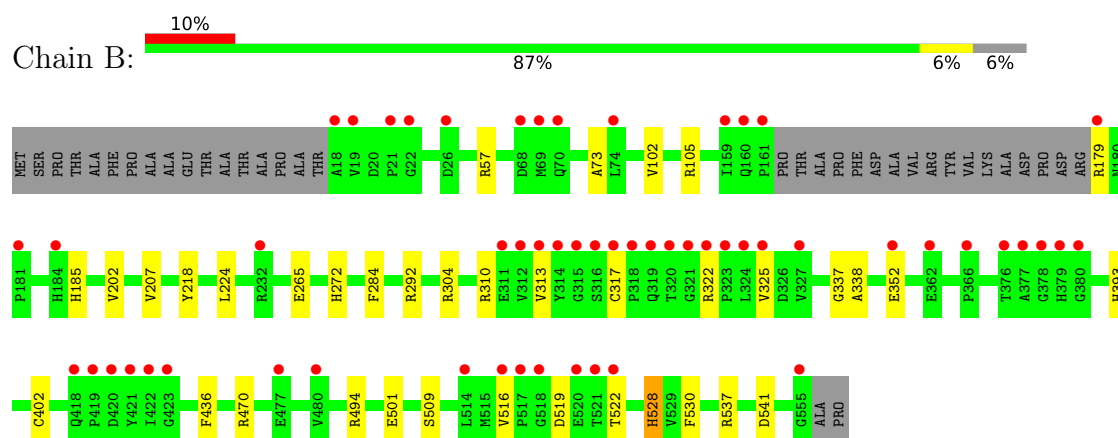 10%
Chain B:
87% 6% 6%
MET SER PRO THR ALA PHE PRO ALA ALA GLU THR ALA THR ALA PRO ALA THR A18 V19 D20 P21 G22 D26 R57 D68 M69 Q70 A73 L74 V102 R105 I159 Q160 P161 PRO THR ALA PRO PHE ASP ALA VAL ARG TYR VAL LYS ALA ASP PRO ASP ARG R179 N180
P181 H184 H185 V202 V207 Y218 L224 R232 E265 H272 F284 R292 R304 R310 E311 V312 V313 Y314 G315 S316 C317 P318 Q319 T320 G321 R322 P323 L324 V325 D326 V327 G337 A338 E352 E362 P366 T376 A377 G378 H379 G380 H393
C402 Q418 P419 D420 Y421 I422 G423 F436 R470 E477 V480 R494 E501 S509 L514 M515 V516 P517 G518 D519 E520 T521 T522 H528 V529 F530 R537 D541 G555 ALA PRO